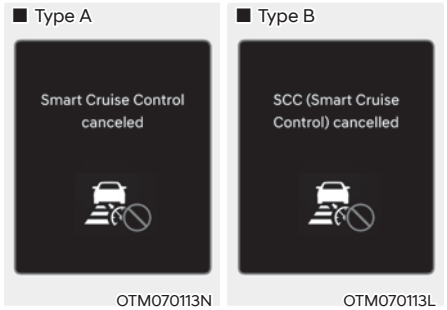 ■ Type A
Smart Cruise Control
canceled
OTM070113N
■ Type B
SCC (Smart Cruise
Control) cancelled
OTM070113L